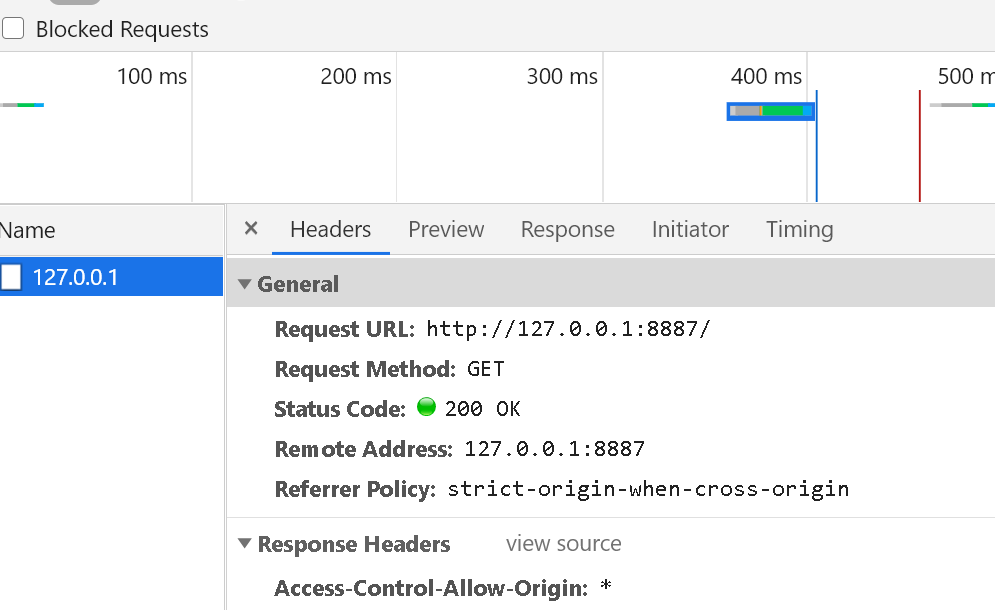 Blocked Requests
100 ms 200 ms 300 ms 400 ms 500 m
Name
× Headers Preview Response Initiator Timing
127.0.0.1
General
Request URL: http://127.0.0.1:8887/
Request Method: GET
Status Code: 200 OK
Remote Address: 127.0.0.1:8887
Referrer Policy: strict-origin-when-cross-origin
Response Headers view source
Access-Control-Allow-Origin: *